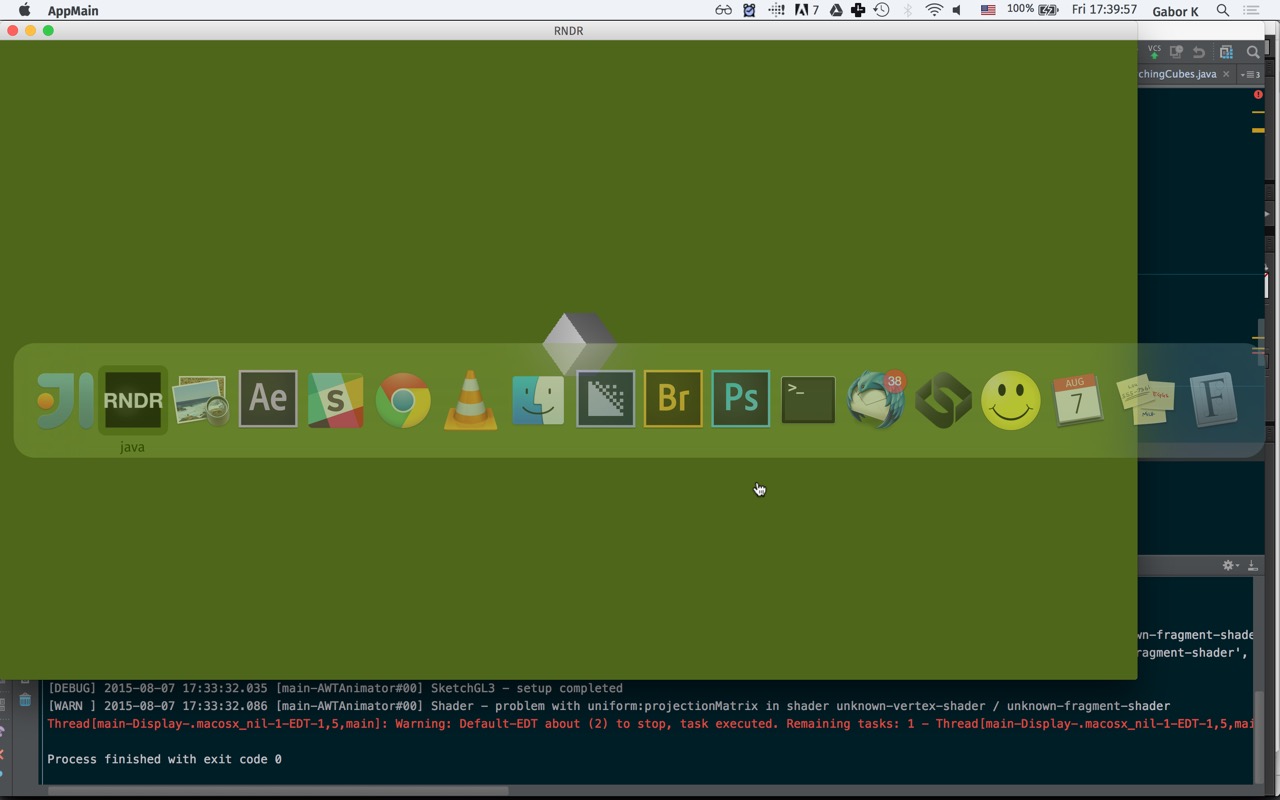 AppMain
7
100%
Fri 17:39:57
Gabor K
RNDR
VCS
chingCubes.java
3
RNDR
Ae
S
Br
Ps
>_
38
AUG
7
F
java
wn-fragment-shade
ragment-shader',
[DEBUG] 2015-08-07 17:33:32.035 [main-AWTAnimator#00] SketchGL3 - setup completed
[WARN ] 2015-08-07 17:33:32.086 [main-AWTAnimator#00] Shader - problem with uniform:projectionMatrix in shader unknown-vertex-shader / unknown-fragment-shader
Thread[main-Display-.macosx_nil-1-EDT-1,5,main]: Warning: Default-EDT about (2) to stop, task executed. Remaining tasks: 1 - Thread[main-Display-.macosx_nil-1-EDT-1,5,mai
Process finished with exit code 0